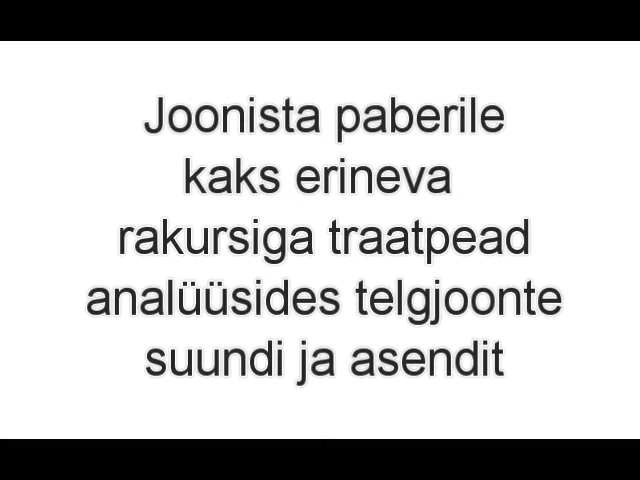 Joonista paberile
kaks erineva
rakursiga traatpead
analüüsides telgjoonte
suundi ja asendit